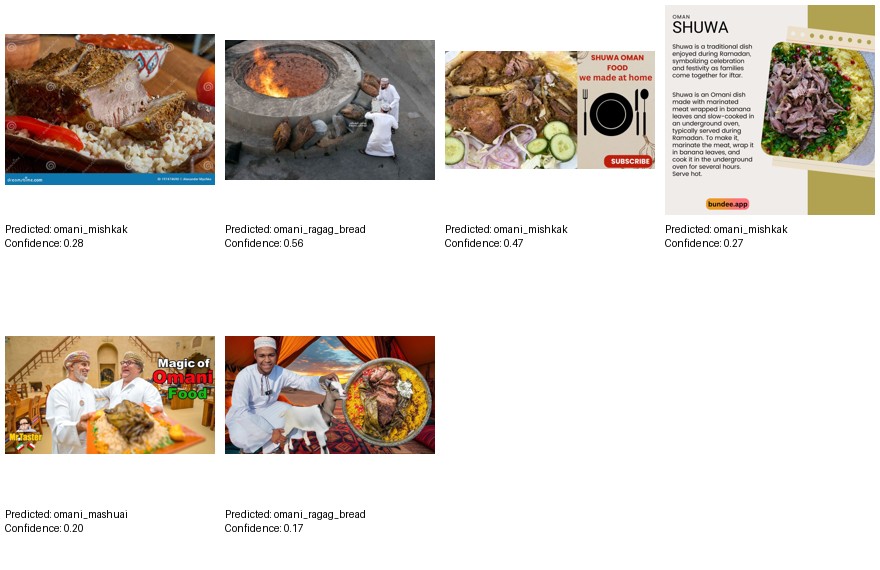 dreamstime.com
Predicted: omani_mishkak
Confidence: 0.28
Predicted: omani_ragag_bread
Confidence: 0.56
SHUWA OMAN
FOOD
we made at home
SUBSCRIBE
Predicted: omani_mishkak
Confidence: 0.47
OMAN
SHUWA
Shuwa is a traditional dish
enjoyed during Ramadan,
symbolizing celebration
and festivity as families
come together for iftar.
Shuwa is an Omani dish
made with marinated
meat wrapped in banana
leaves and slow-cooked in
an underground oven,
typically served during
Ramadan. To make it,
marinate the meat, wrap it
in banana leaves, and
cook it in the underground
oven for several hours.
Serve hot.
bundee.app
Predicted: omani_mishkak
Confidence: 0.27
Magic of
Omani
Food
Mr.Taster
Predicted: omani_mashuai
Confidence: 0.20
Predicted: omani_ragag_bread
Confidence: 0.17